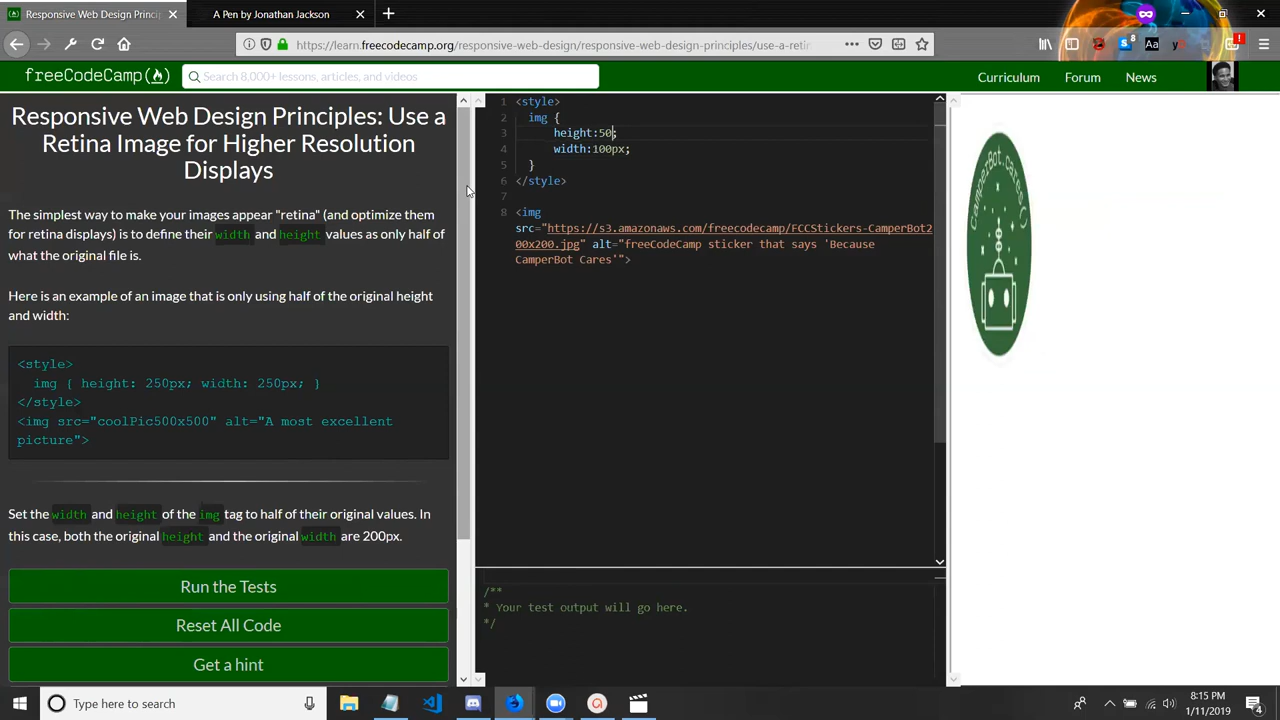 Responsive Web Design Princi
A Pen by Jonathan Jackson
https://learn.freecodecamp.org/responsive-web-design/responsive-web-design-principles/use-a-reti
8
Aa
freeCodeCamp
Search 8,000+ lessons, articles, and videos
Curriculum
Forum
News
Responsive Web Design Principles: Use a
Retina Image for Higher Resolution
Displays
The simplest way to make your images appear "retina" (and optimize them
for retina displays) is to define their width and height values as only half of
what the original file is.
Here is an example of an image that is only using half of the original height
and width:
<style>
img { height: 250px; width: 250px; }
</style>
<img src="coolPic500x500" alt="A most excellent
picture">
Set the width and height of the img tag to half of their original values. In
this case, both the original height and the original width are 200px.
Run the Tests
Reset All Code
Get a hint
1 <style>
2 img {
3 height:50;
4 width:100px;
5 }
6 </style>
7
8 <img
src="https://s3.amazonaws.com/freecodecamp/FCCStickers-CamperBot2
00x200.jpg" alt="freeCodeCamp sticker that says 'Because
CamperBot Cares'">
/**
* Your test output will go here.
*/
CamperBot.cares()
Type here to search
8:15 PM
1/11/2019
4